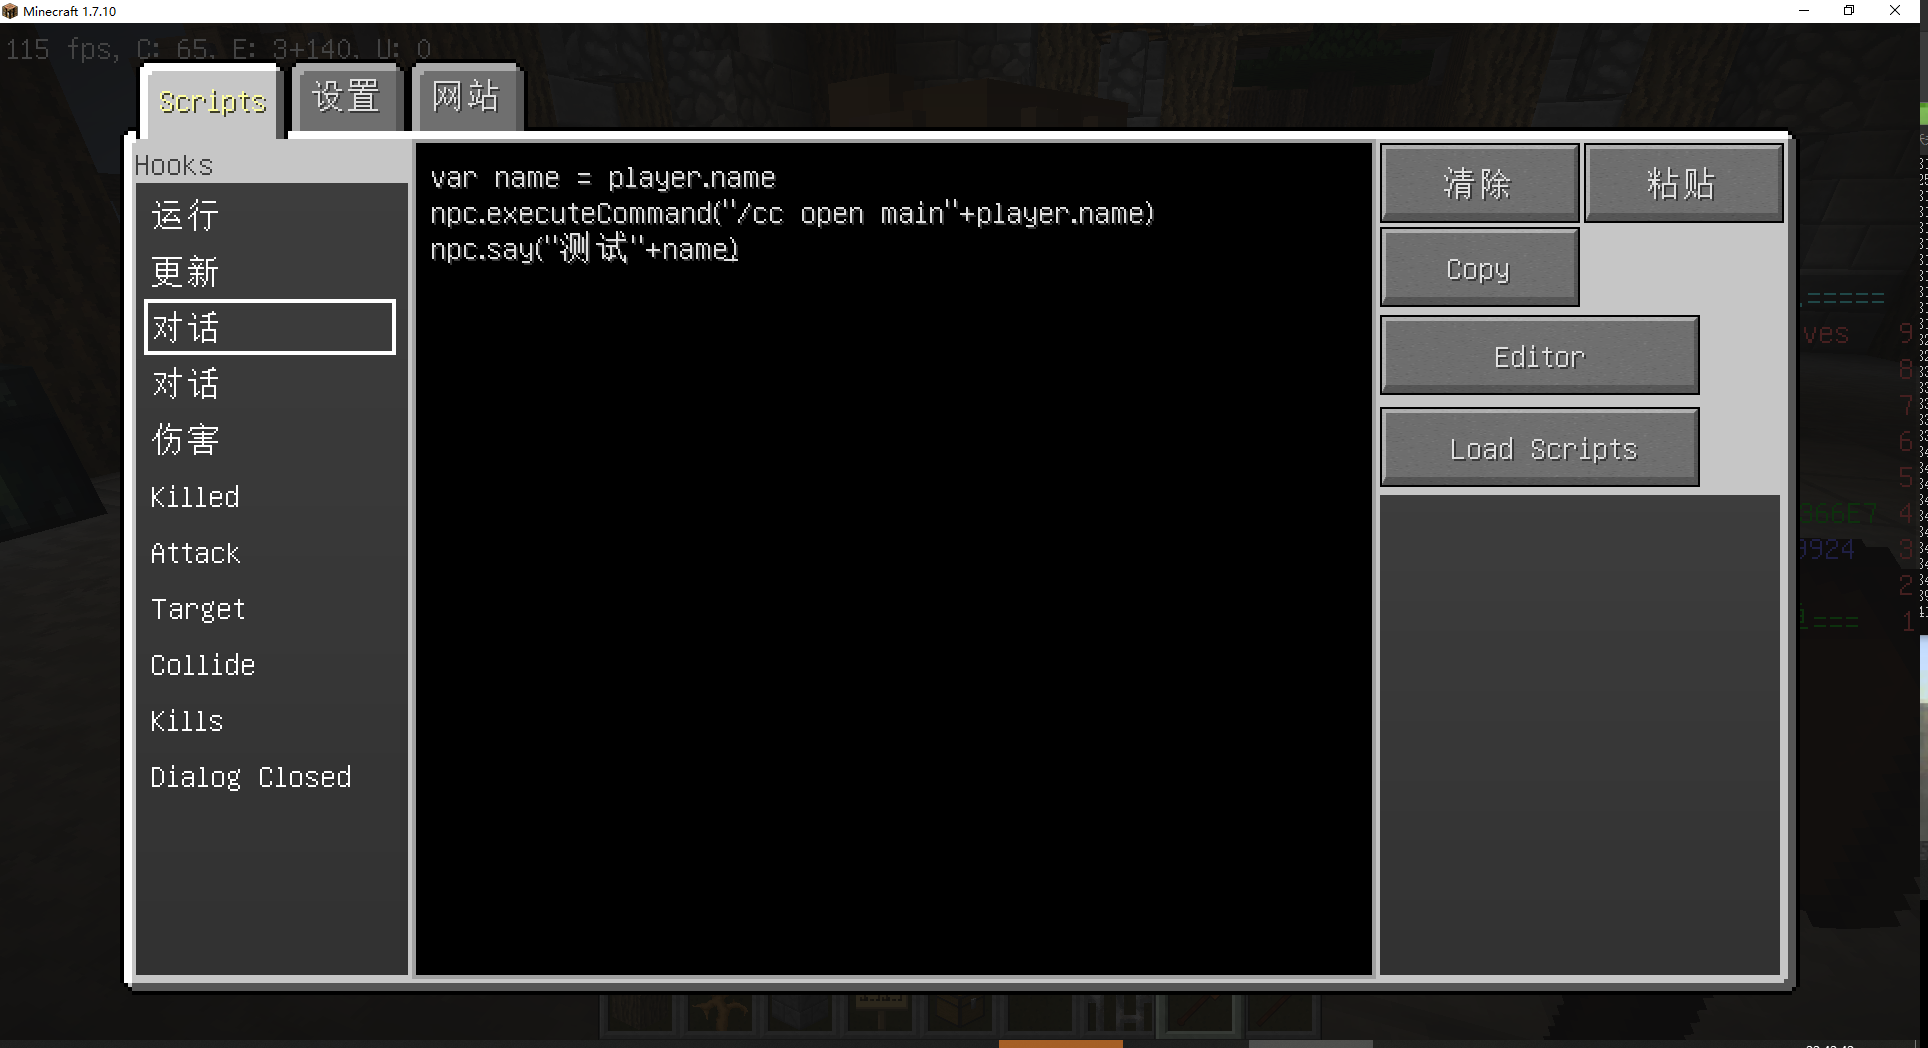 Minecraft 1.7.10
115 fps, C: 65, E: 3+140, U: 0
Scripts
设置
网站
Hooks
运行
更新
对话
对话
伤害
Killed
Attack
Target
Collide
Kills
Dialog Closed
var name = player.name
npc.executeCommand("/cc open main"+player.name)
npc.say("测试"+name)
清除
粘贴
Copy
Editor
Load Scripts
.=====
ves 9
8
7
6
5
366E7 4
9924 3
2
=== 1